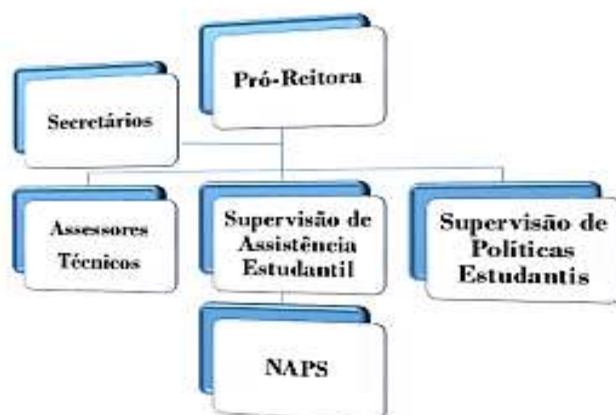 Pró-Reitora
Secretários
Assessores
Técnicos
Supervisão de
Assistência
Estudantil
Supervisão de
Políticas
Estudantis
NAPS